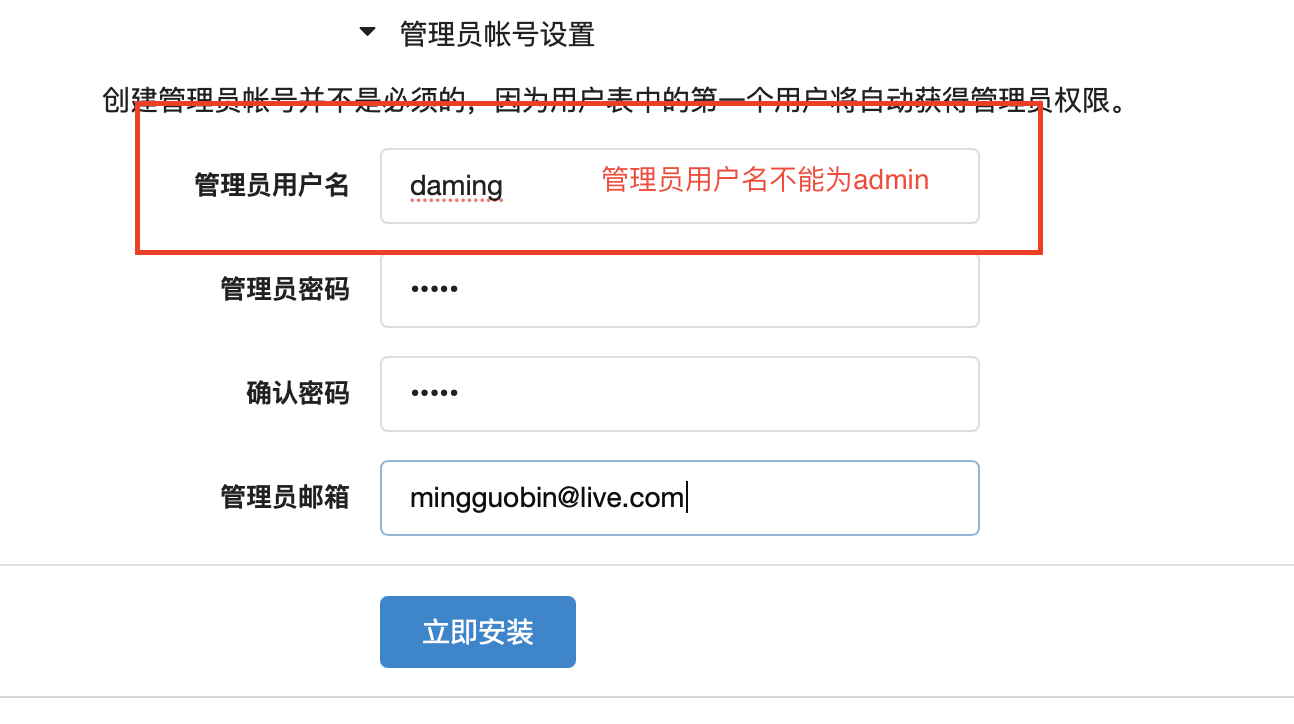 管理员帐号设置
创建管理员帐号并不是必须的，因为用户表中的第一个用户将自动获得管理员权限。
管理员用户名 daming 管理员用户名不能为admin
管理员密码 •••••
确认密码 •••••
管理员邮箱 mingguobin@live.com
立即安装